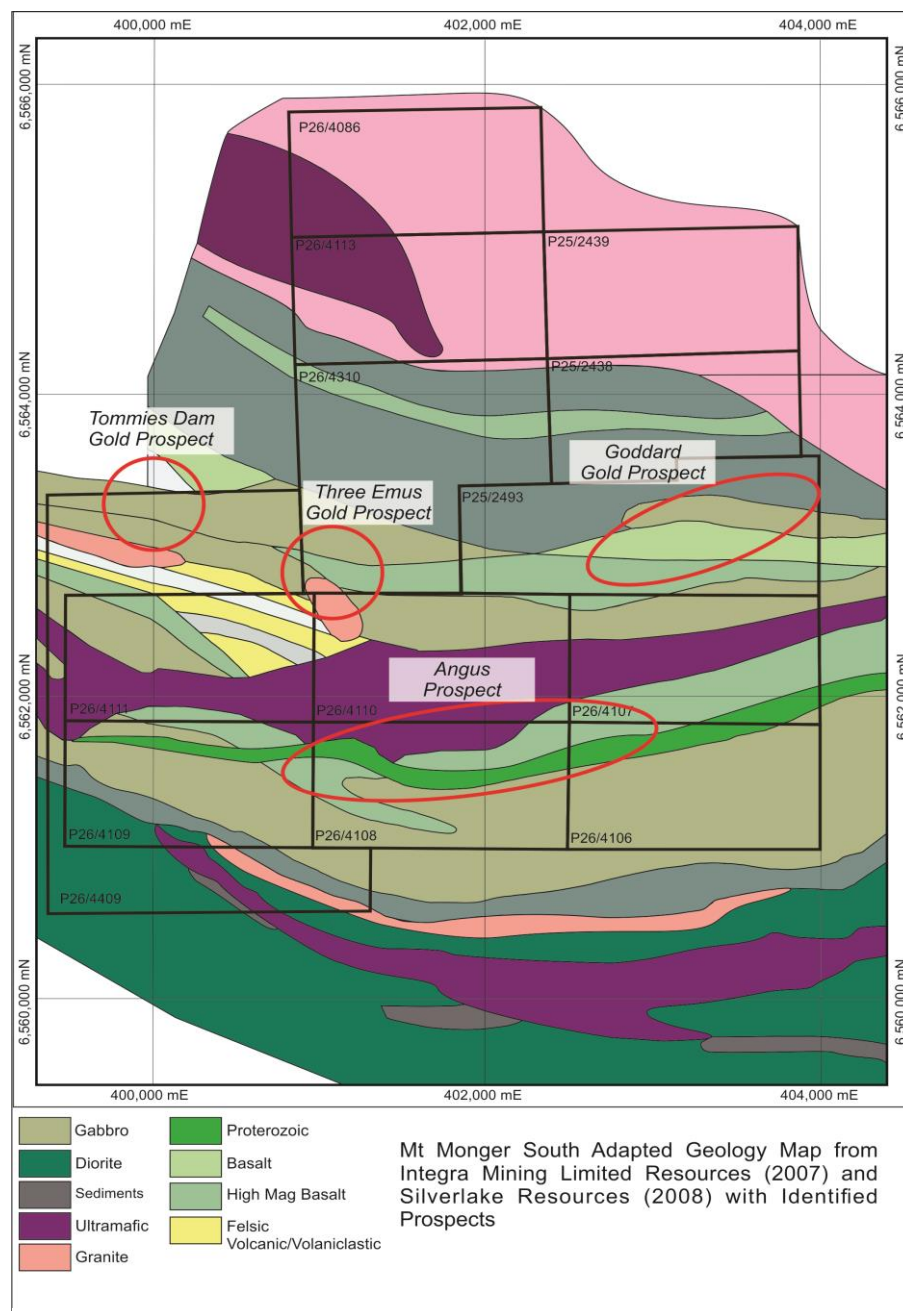 400,000 mE
402,000 mE
404,000 mE
6,566,000 mN
6,566,000 mN
P26/4086
P26/4113
P25/2439
P26/4310
P25/2438
6,564,000 mN
6,564,000 mN
Tommies Dam
Gold Prospect
Three Emus
Gold Prospect
Goddard
Gold Prospect
P25/2493
Angus
Prospect
6,562,000 mN
6,562,000 mN
P26/4111
P26/4110
P26/4107
P26/4109
P26/4108
P26/4106
P26/4409
6,560,000 mN
6,560,000 mN
400,000 mE
402,000 mE
404,000 mE
Gabbro
Diorite
Sediments
Ultramafic
Granite
Proterozoic
Basalt
High Mag Basalt
Felsic
Volcanic/Volaniclastic
Mt Monger South Adapted Geology Map from
Integra Mining Limited Resources (2007) and
Silverlake Resources (2008) with Identified
Prospects